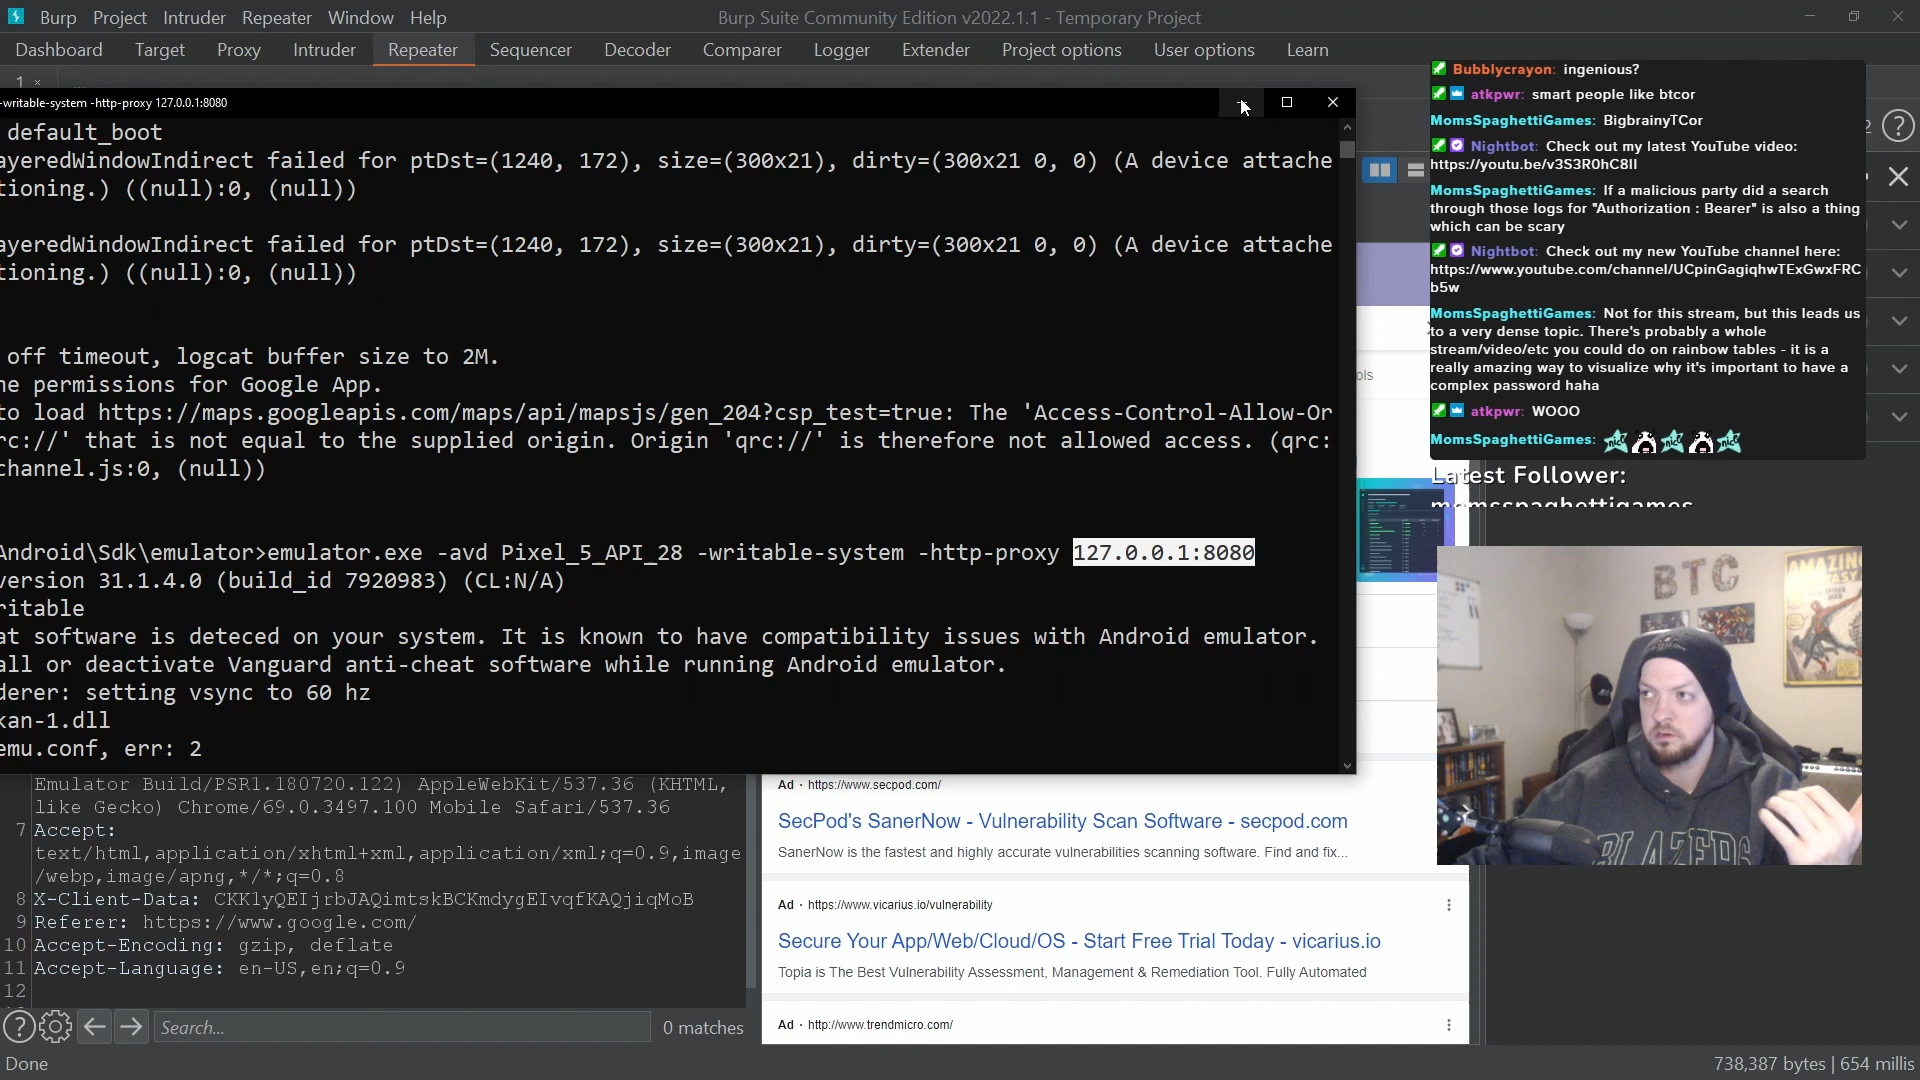 Burp Project Intruder Repeater Window Help
Burp Suite Community Edition v2022.1.1 - Temporary Project
Dashboard Target Proxy Intruder Repeater Sequencer Decoder Comparer Logger Extender Project options User options Learn
1 ×
...
-writable-system -http-proxy 127.0.0.1:8080
default_boot
ayeredWindowIndirect failed for ptDst=(1240, 172), size=(300x21), dirty=(300x21 0, 0) (A device attache
tioning.) ((null):0, (null))
ayeredWindowIndirect failed for ptDst=(1240, 172), size=(300x21), dirty=(300x21 0, 0) (A device attache
tioning.) ((null):0, (null))
off timeout, logcat buffer size to 2M.
ne permissions for Google App.
to load https://maps.googleapis.com/maps/api/mapsjs/gen_204?csp_test=true: The 'Access-Control-Allow-Or
rc://' that is not equal to the supplied origin. Origin 'qrc://' is therefore not allowed access. (qrc:
channel.js:0, (null))
Android\Sdk\emulator>emulator.exe -avd Pixel_5_API_28 -writable-system -http-proxy 127.0.0.1:8080
version 31.1.4.0 (build_id 7920983) (CL:N/A)
ritable
at software is deteced on your system. It is known to have compatibility issues with Android emulator.
all or deactivate Vanguard anti-cheat software while running Android emulator.
derer: setting vsync to 60 hz
kan-1.dll
emu.conf, err: 2
Bubblycrayon: ingenious?
atkpwr: smart people like btcor
MomsSpaghettiGames: BigbrainyTCor
Nightbot: Check out my latest YouTube video:
https://youtu.be/v3S3R0hC8lI
MomsSpaghettiGames: If a malicious party did a search
through those logs for "Authorization : Bearer" is also a thing
which can be scary
Nightbot: Check out my new YouTube channel here:
https://www.youtube.com/channel/UCpinGagiqhwTExGwxFRC
b5w
MomsSpaghettiGames: Not for this stream, but this leads us
to a very dense topic. There's probably a whole
stream/video/etc you could do on rainbow tables - it is a
really amazing way to visualize why it's important to have a
complex password haha
atkpwr: WOOO
MomsSpaghettiGames:
Latest Follower:
momsspaghettigames
2
?
ols
BTC
AMAZING
FANTASY
BLAZERS
Emulator Build/PSR1.180720.122) AppleWebKit/537.36 (KHTML,
like Gecko) Chrome/69.0.3497.100 Mobile Safari/537.36
7 Accept:
text/html,application/xhtml+xml,application/xml;q=0.9,image
/webp,image/apng,*/*;q=0.8
8 X-Client-Data: CKK1yQEIjrbJAQimtskBCKmdygEIvqfKAQjiqMoB
9 Referer: https://www.google.com/
10 Accept-Encoding: gzip, deflate
11 Accept-Language: en-US,en;q=0.9
12
Ad · https://www.secpod.com/
SecPod's SanerNow - Vulnerability Scan Software - secpod.com
SanerNow is the fastest and highly accurate vulnerabilities scanning software. Find and fix...
Ad · https://www.vicarius.io/vulnerability
Secure Your App/Web/Cloud/OS - Start Free Trial Today - vicarius.io
Topia is The Best Vulnerability Assessment, Management & Remediation Tool. Fully Automated
Ad · http://www.trendmicro.com/
? Search... 0 matches
Done
738,387 bytes | 654 millis